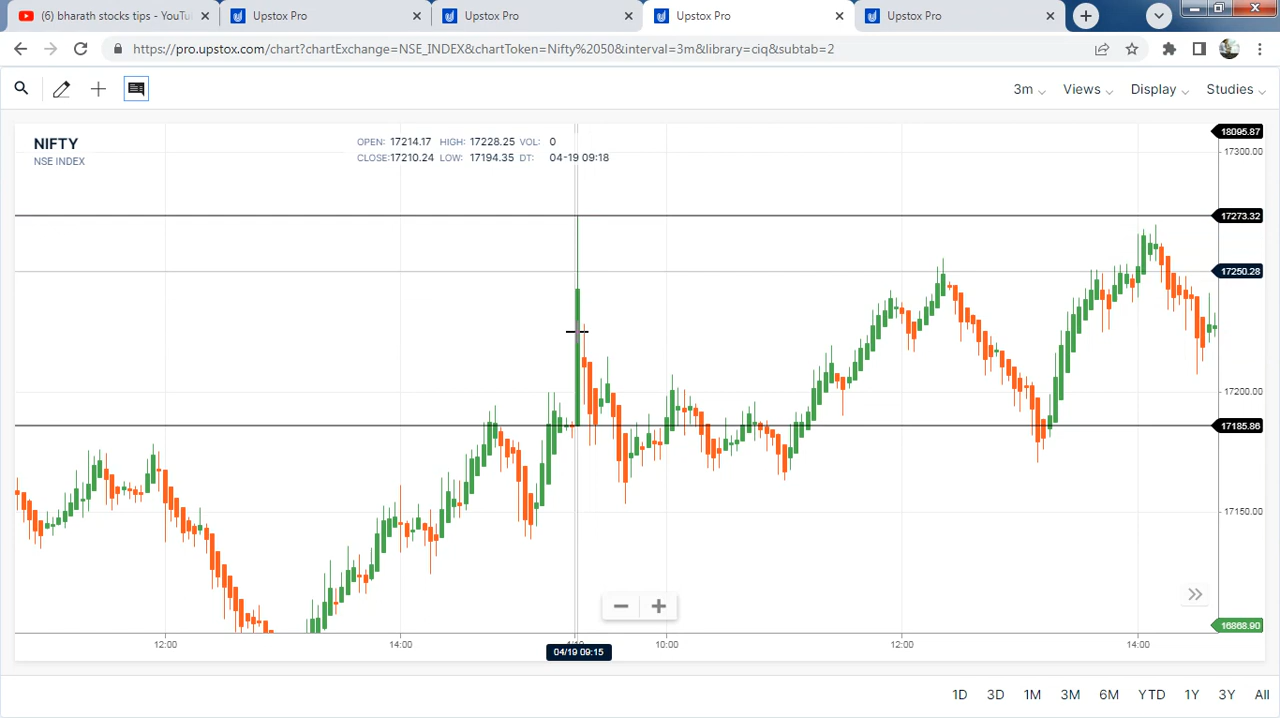 (6) bharath stocks tips - YouTu
Upstox Pro
Upstox Pro
Upstox Pro
Upstox Pro
https://pro.upstox.com/chart?chartExchange=NSE_INDEX&chartToken=Nifty%2050&interval=3m&library=ciq&subtab=2
3m Views Display Studies
NIFTY
NSE INDEX
OPEN: 17214.17 HIGH: 17228.25 VOL: 0
CLOSE:17210.24 LOW: 17194.35 DT: 04-19 09:18
18095.87
17300.00
17273.32
17250.28
17200.00
17185.86
17150.00
16868.90
12:00 14:00 10:00 12:00 14:00
04/19 09:15
1D 3D 1M 3M 6M YTD 1Y 3Y All